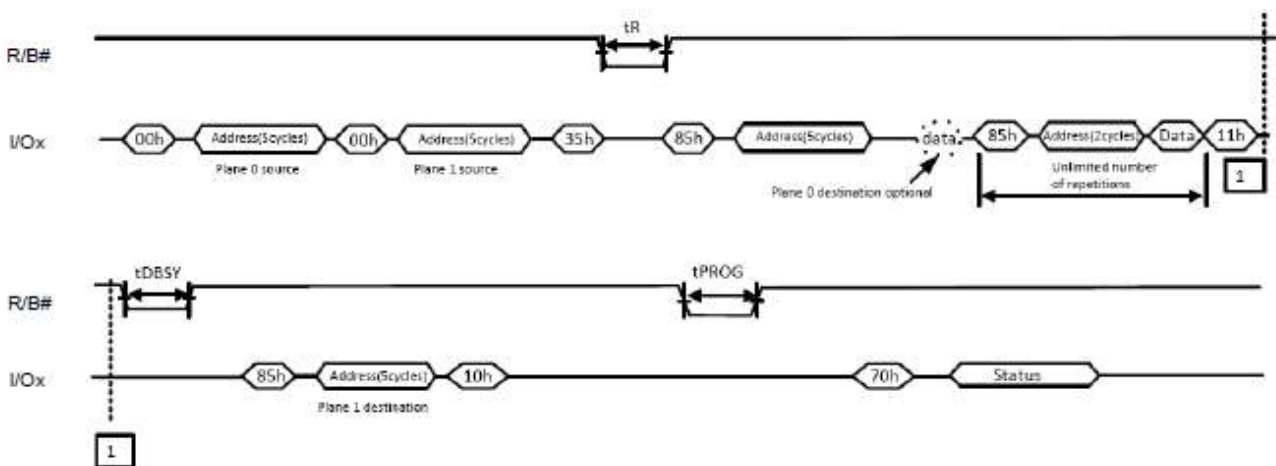 tR
R/B#
I/Ox
00h Address(5cycles) 00h Address(5cycles) 35h 85h Address(5cycles) data 85h Address(2cycles) Data 11h
Plane 0 source Plane 1 source Unlimited number
of repetitions
Plane 0 destination optional
1
tDBSY tPROG
R/B#
I/Ox
85h Address(5cycles) 10h 70h Status
Plane 1 destination
1